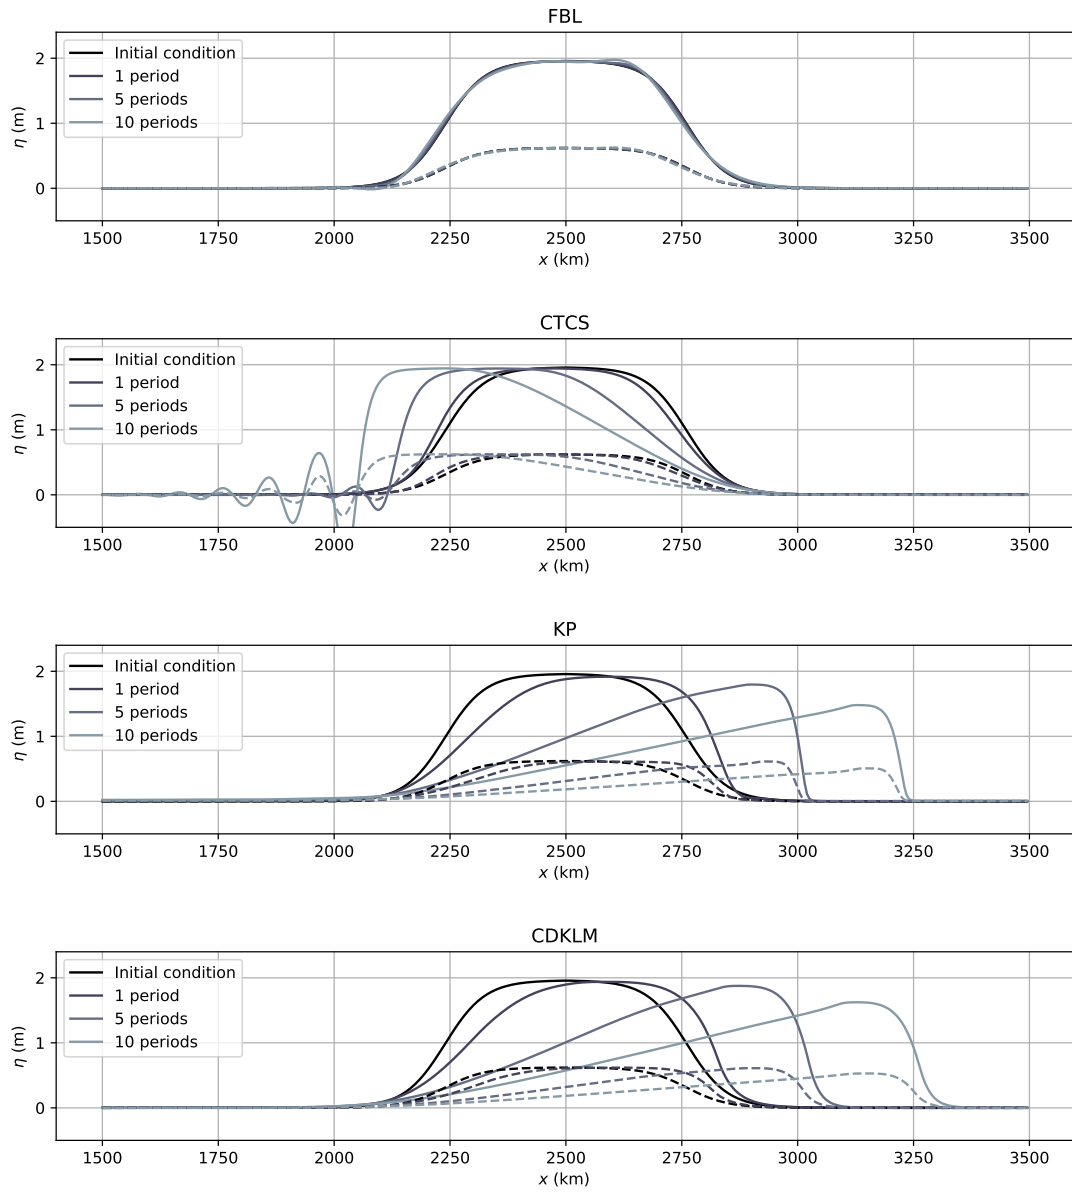 FBL
Initial condition
1 period
5 periods
10 periods
η (m)
2
1
0
1500 1750 2000 2250 2500 2750 3000 3250 3500
x (km)
CTCS
Initial condition
1 period
5 periods
10 periods
η (m)
2
1
0
1500 1750 2000 2250 2500 2750 3000 3250 3500
x (km)
KP
Initial condition
1 period
5 periods
10 periods
η (m)
2
1
0
1500 1750 2000 2250 2500 2750 3000 3250 3500
x (km)
CDKLM
Initial condition
1 period
5 periods
10 periods
η (m)
2
1
0
1500 1750 2000 2250 2500 2750 3000 3250 3500
x (km)